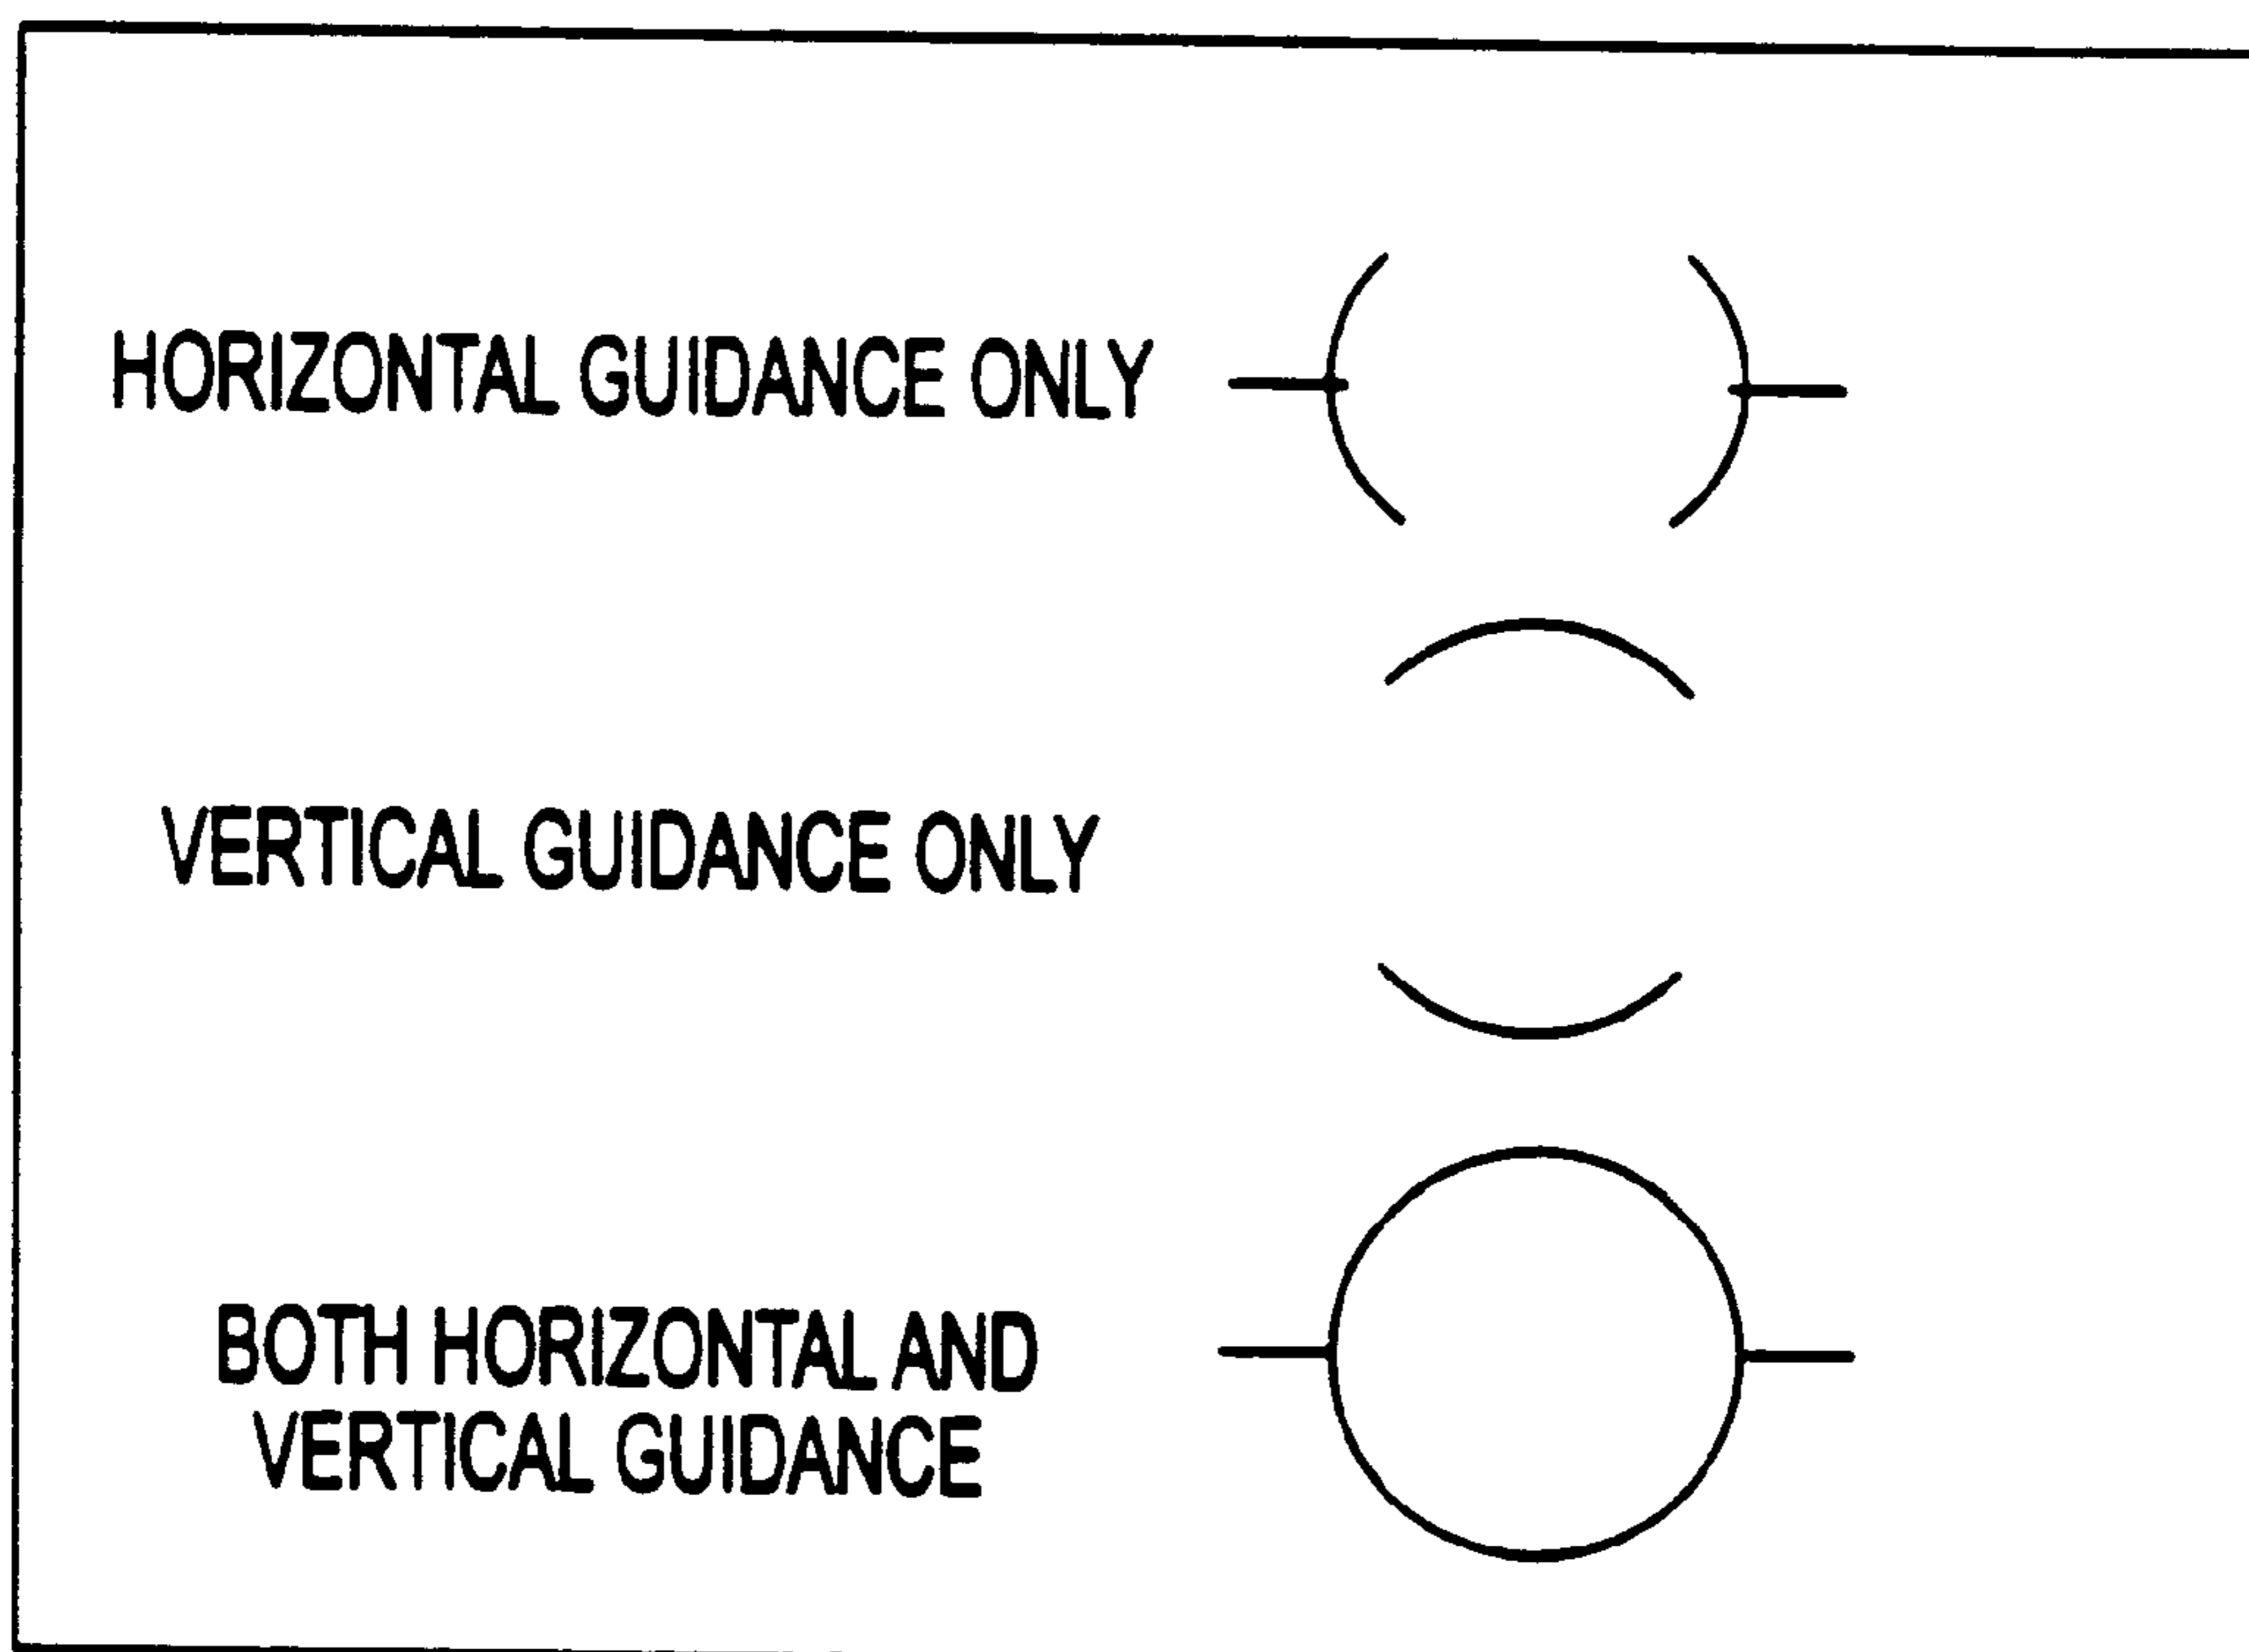 HORIZONTAL GUIDANCE ONLY
VERTICAL GUIDANCE ONLY
BOTH HORIZONTAL AND
VERTICAL GUIDANCE